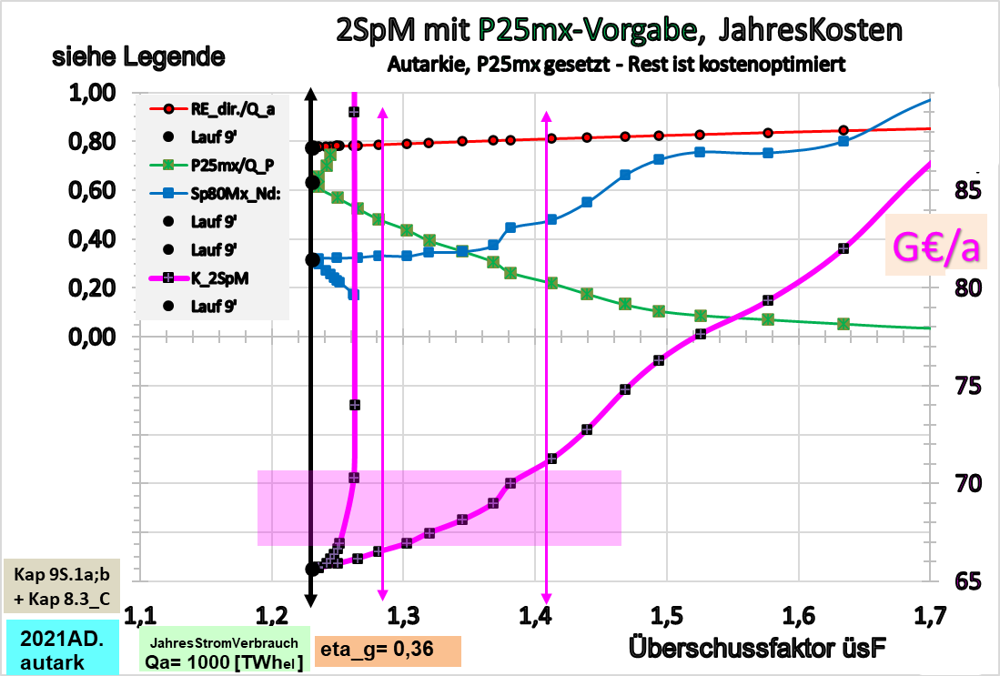 2SpM mit P25mx-Vorgabe, JahresKosten
siehe Legende
Autarkie, P25mx gesetzt - Rest ist kostenoptimiert
1,00
0,80
0,60
0,40
0,20
0,00
RE_dir./Q_a
Lauf 9'
P25mx/Q_P
Sp80Mx_Nd:
Lauf 9'
Lauf 9'
K_2SpM
Lauf 9'
85
G€/a
80
75
70
65
1,1
1,2
1,3
1,4
1,5
1,6
1,7
Überschussfaktor üsF
Kap 9S.1a;b
+ Kap 8.3_C
2021AD.
autark
JahresStromVerbrauch
Qa= 1000 [TWhel]
eta_g= 0,36